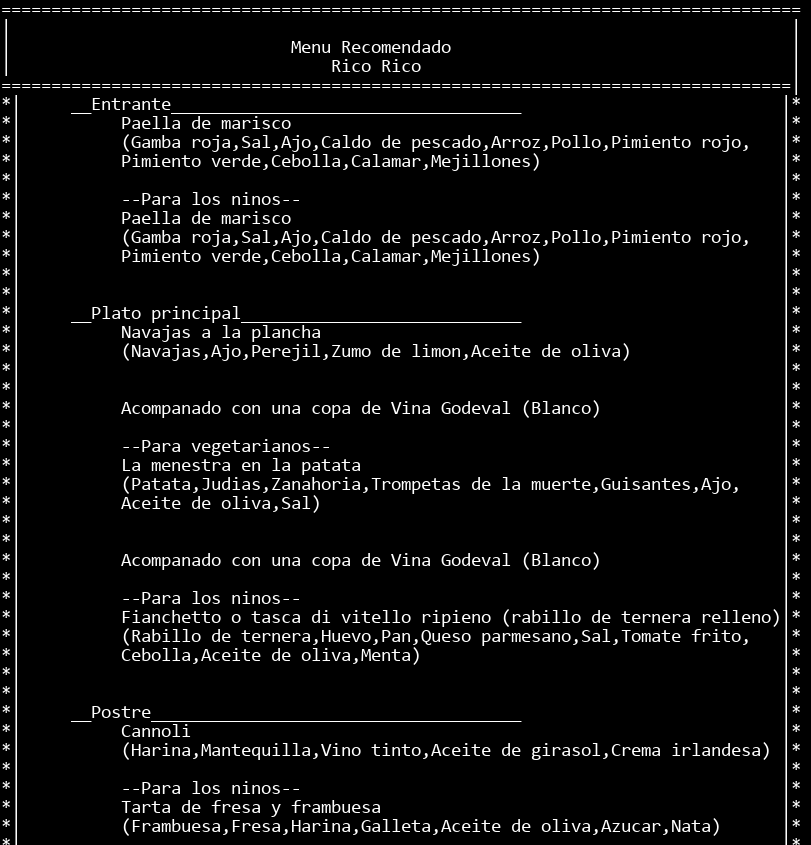 Menu Recomendado
Rico Rico
__Entrante___________________________________
Paella de marisco
(Gamba roja,Sal,Ajo,Caldo de pescado,Arroz,Pollo,Pimiento rojo,
Pimiento verde,Cebolla,Calamar,Mejillones)
--Para los ninos--
Paella de marisco
(Gamba roja,Sal,Ajo,Caldo de pescado,Arroz,Pollo,Pimiento rojo,
Pimiento verde,Cebolla,Calamar,Mejillones)
__Plato principal____________________________
Navajas a la plancha
(Navajas,Ajo,Perejil,Zumo de limon,Aceite de oliva)
Acompanado con una copa de Vina Godeval (Blanco)
--Para vegetarianos--
La menestra en la patata
(Patata,Judias,Zanahoria,Trompetas de la muerte,Guisantes,Ajo,
Aceite de oliva,Sal)
Acompanado con una copa de Vina Godeval (Blanco)
--Para los ninos--
Fianchetto o tasca di vitello ripieno (rabillo de ternera relleno)
(Rabillo de ternera,Huevo,Pan,Queso parmesano,Sal,Tomate frito,
Cebolla,Aceite de oliva,Menta)
__Postre_____________________________________
Cannoli
(Harina,Mantequilla,Vino tinto,Aceite de girasol,Crema irlandesa)
--Para los ninos--
Tarta de fresa y frambuesa
(Frambuesa,Fresa,Harina,Galleta,Aceite de oliva,Azucar,Nata)